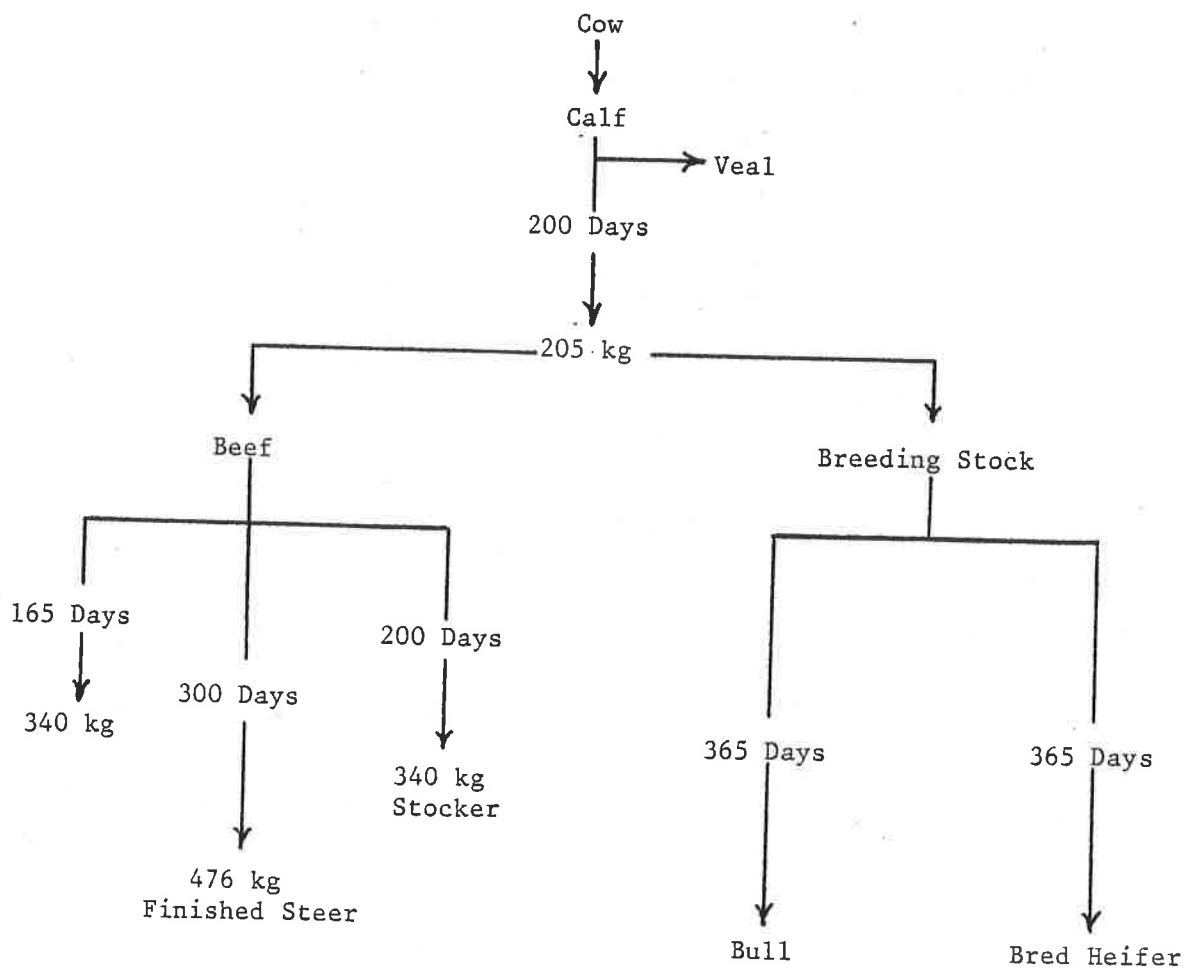 Cow
Calf
Veal
200 Days
205 kg
Beef
Breeding Stock
165 Days
200 Days
300 Days
340 kg
365 Days
365 Days
340 kg
Stocker
476 kg
Finished Steer
Bull
Bred Heifer